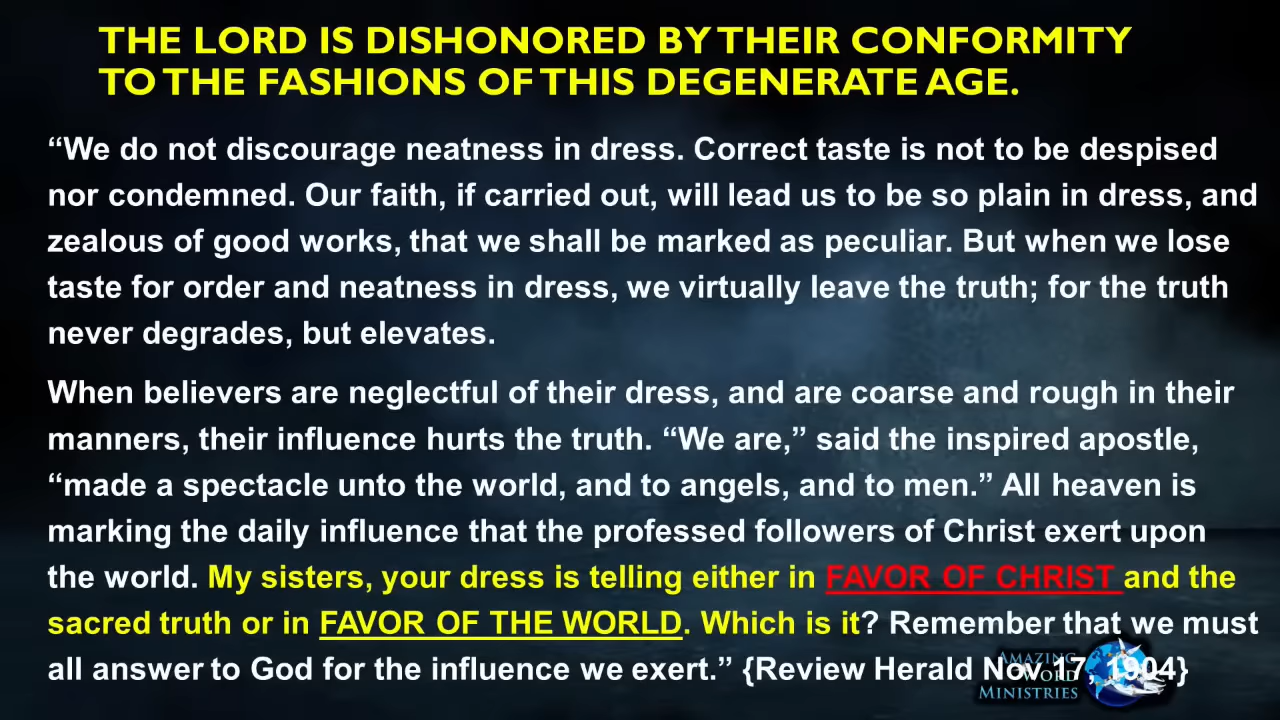 THE LORD IS DISHONORED BY THEIR CONFORMITY
TO THE FASHIONS OF THIS DEGENERATE AGE.
“We do not discourage neatness in dress. Correct taste is not to be despised
nor condemned. Our faith, if carried out, will lead us to be so plain in dress, and
zealous of good works, that we shall be marked as peculiar. But when we lose
taste for order and neatness in dress, we virtually leave the truth; for the truth
never degrades, but elevates.
When believers are neglectful of their dress, and are coarse and rough in their
manners, their influence hurts the truth. “We are,” said the inspired apostle,
“made a spectacle unto the world, and to angels, and to men.” All heaven is
marking the daily influence that the professed followers of Christ exert upon
the world. My sisters, your dress is telling either in FAVOR OF CHRIST and the
sacred truth or in FAVOR OF THE WORLD. Which is it? Remember that we must
all answer to God for the influence we exert.” {Review Herald Nov 17, 1904}
AMAZING
WORD
MINISTRIES